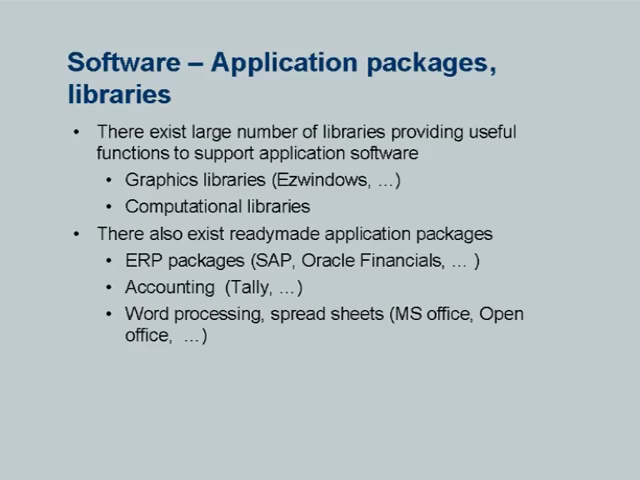 Software – Application packages,
libraries
• There exist large number of libraries providing useful
functions to support application software
• Graphics libraries (Ezwindows, …)
• Computational libraries
• There also exist readymade application packages
• ERP packages (SAP, Oracle Financials, … )
• Accounting (Tally, …)
• Word processing, spread sheets (MS office, Open
office, …)